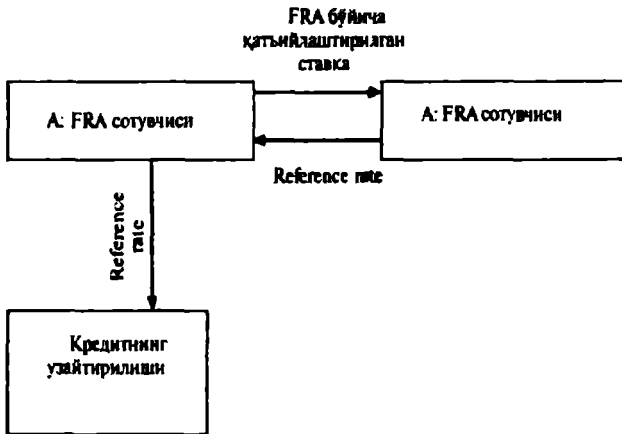 FRA бўйича
қатъийлаштирилган
ставка
A: FRA сотувчиси
A: FRA сотувчиси
Reference rate
Reference
rate
Кредитнинг
узайтирилиши